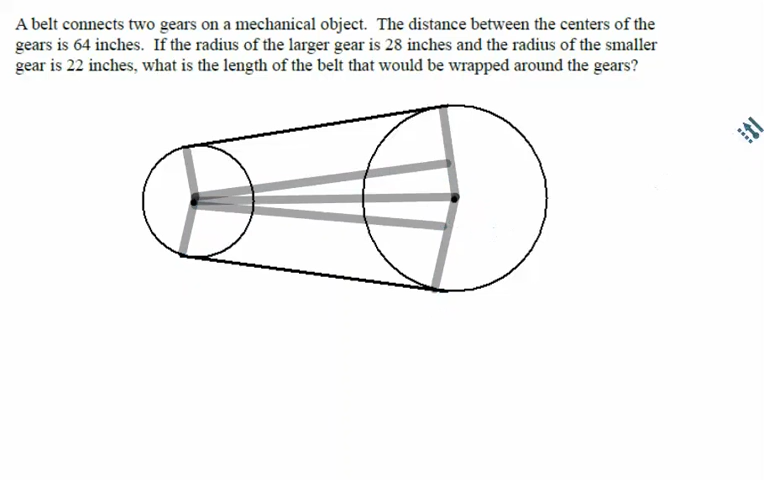 A belt connects two gears on a mechanical object.  The distance between the centers of the
gears is 64 inches.  If the radius of the larger gear is 28 inches and the radius of the smaller
gear is 22 inches, what is the length of the belt that would be wrapped around the gears?